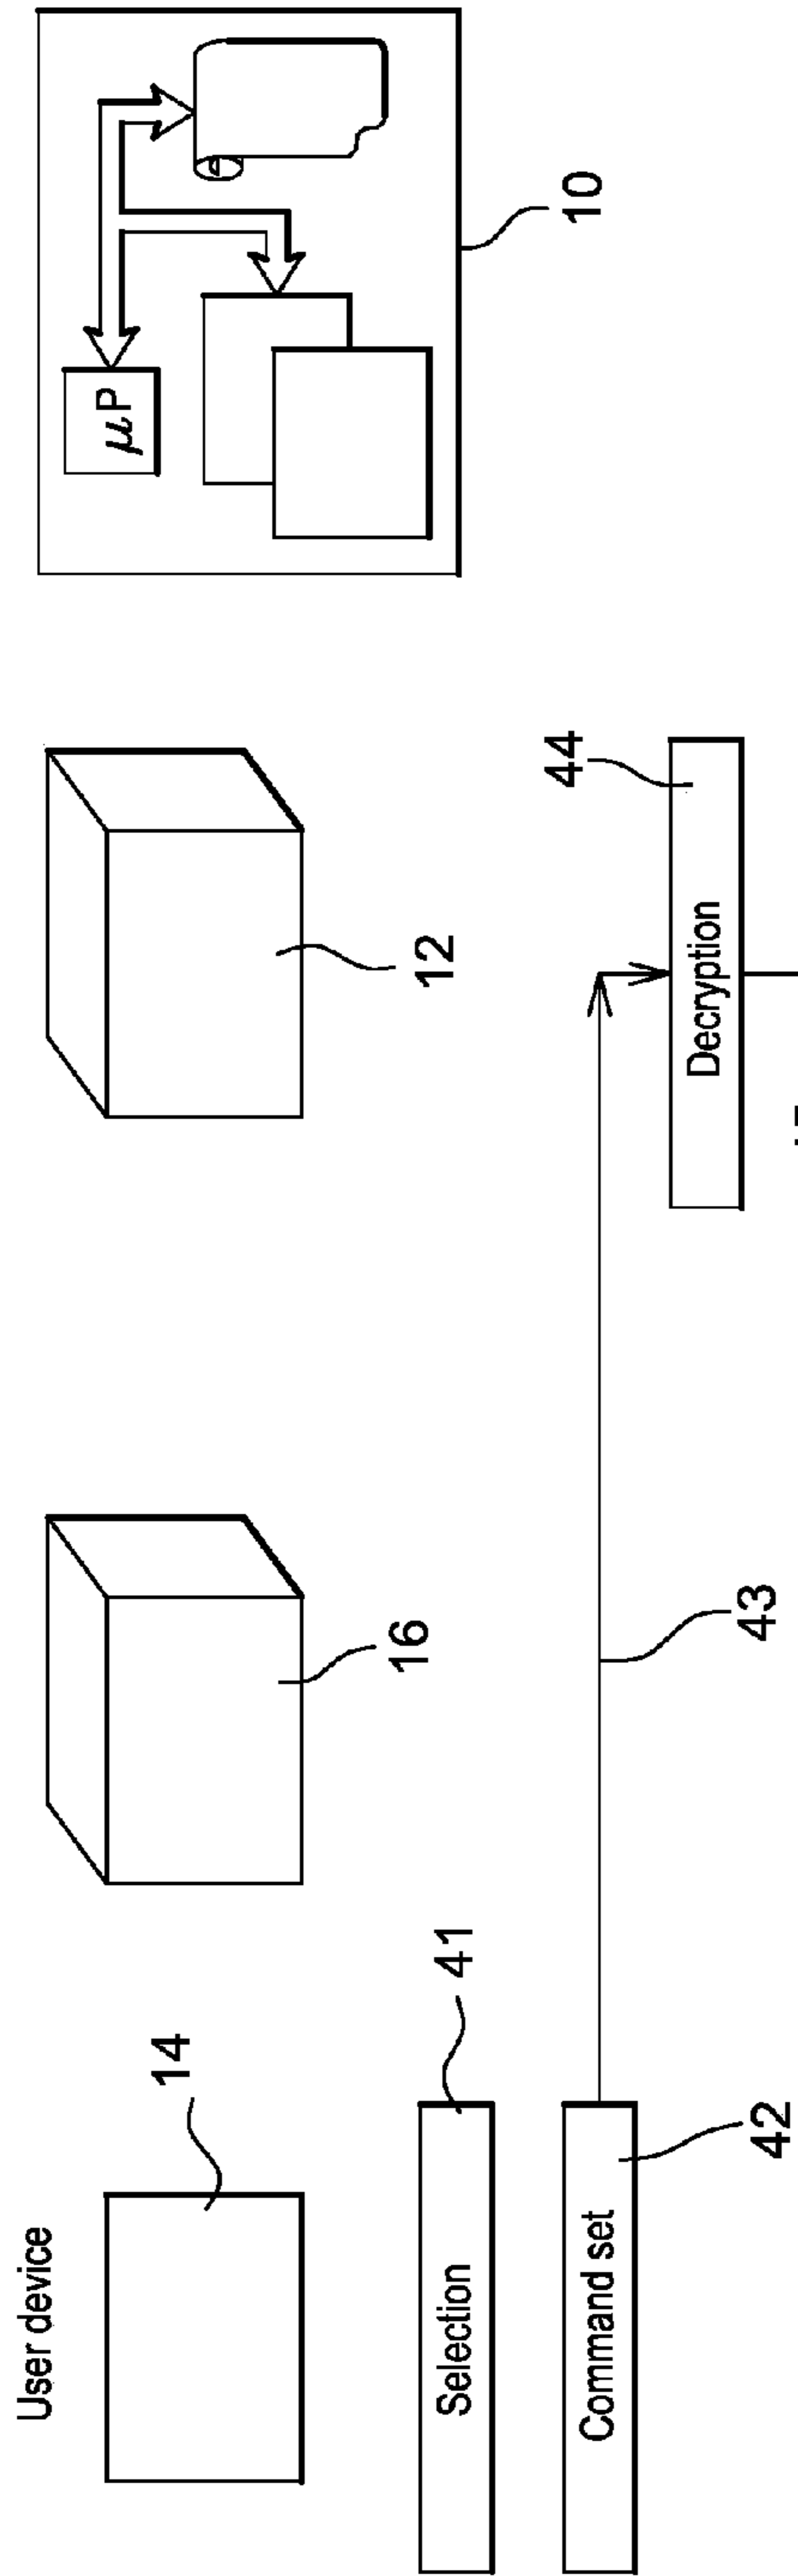 User device
14
16
12
μP
10
Selection
41
Command set
42
43
Decryption
44